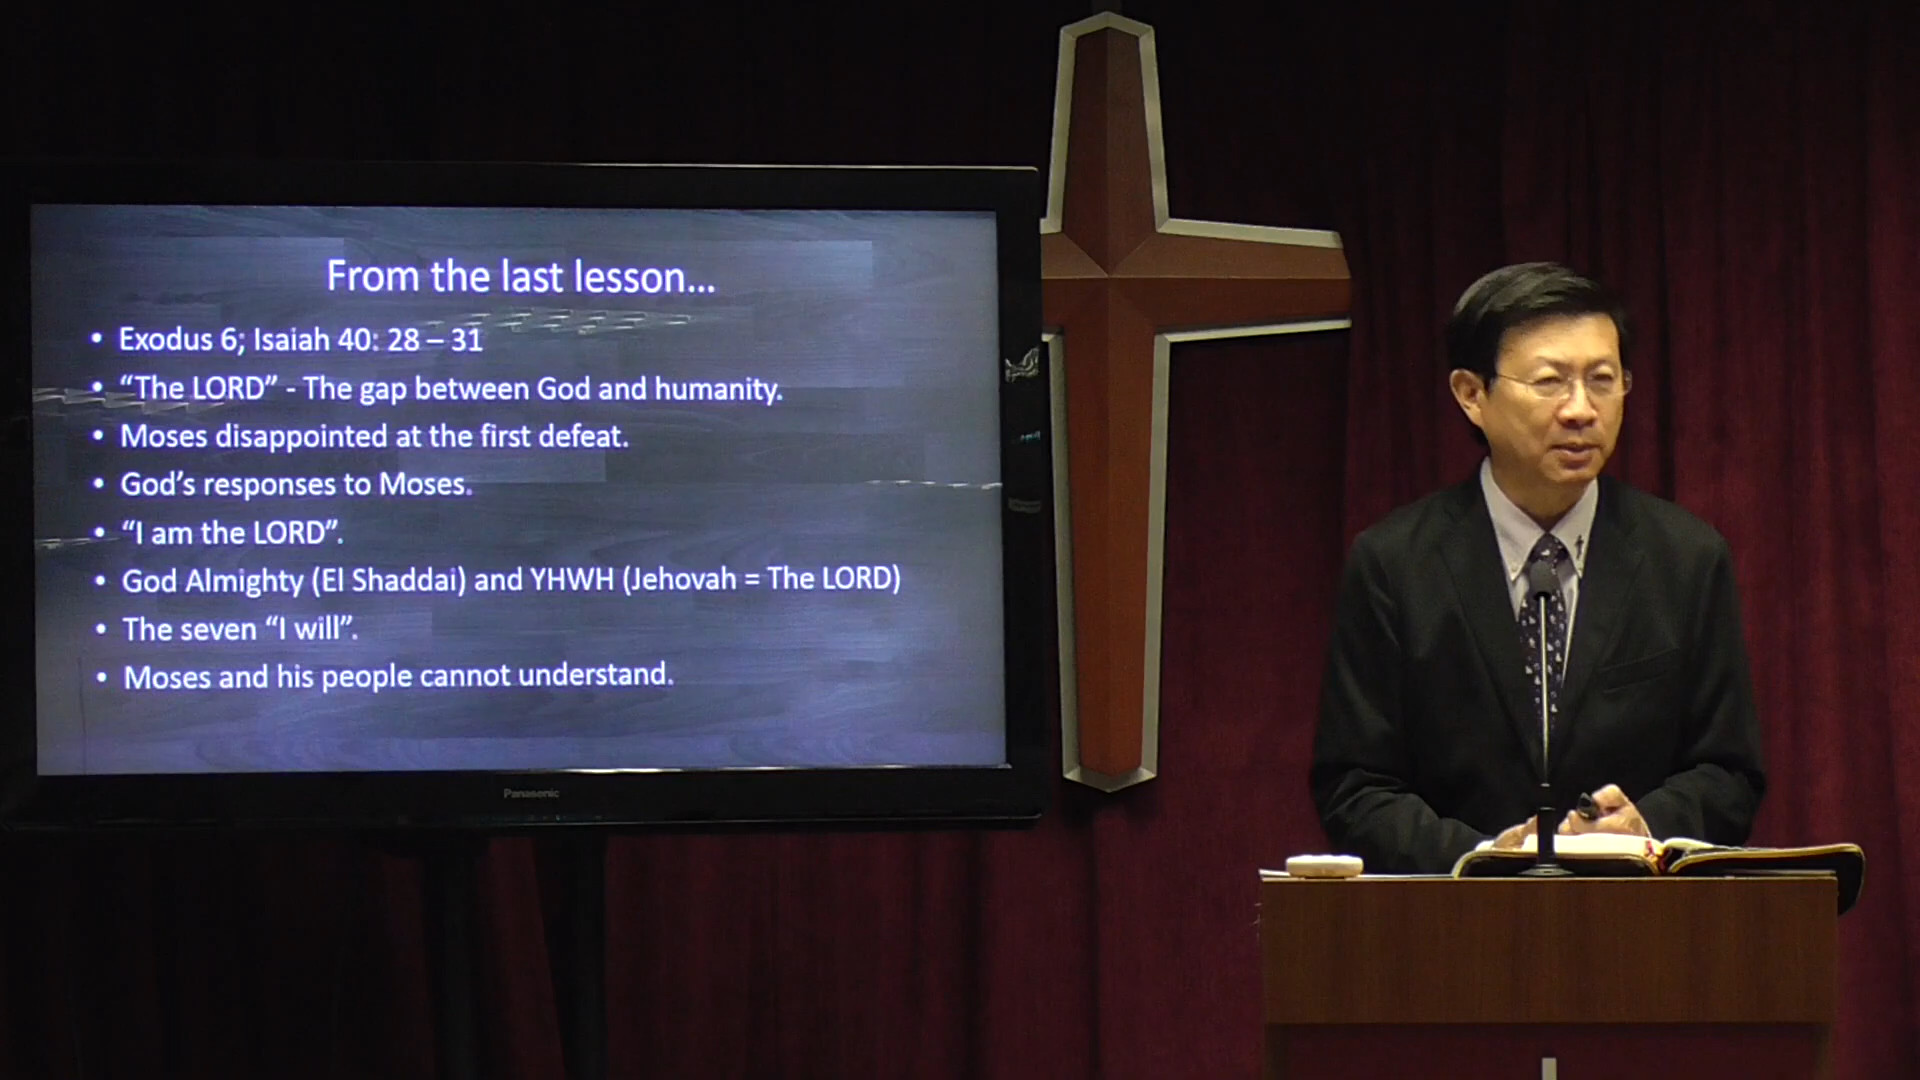 From the last lesson...
• Exodus 6; Isaiah 40: 28 – 31
• “The LORD” - The gap between God and humanity.
• Moses disappointed at the first defeat.
• God’s responses to Moses.
• “I am the LORD”.
• God Almighty (El Shaddai) and YHWH (Jehovah = The LORD)
• The seven “I will”.
• Moses and his people cannot understand.
Panasonic